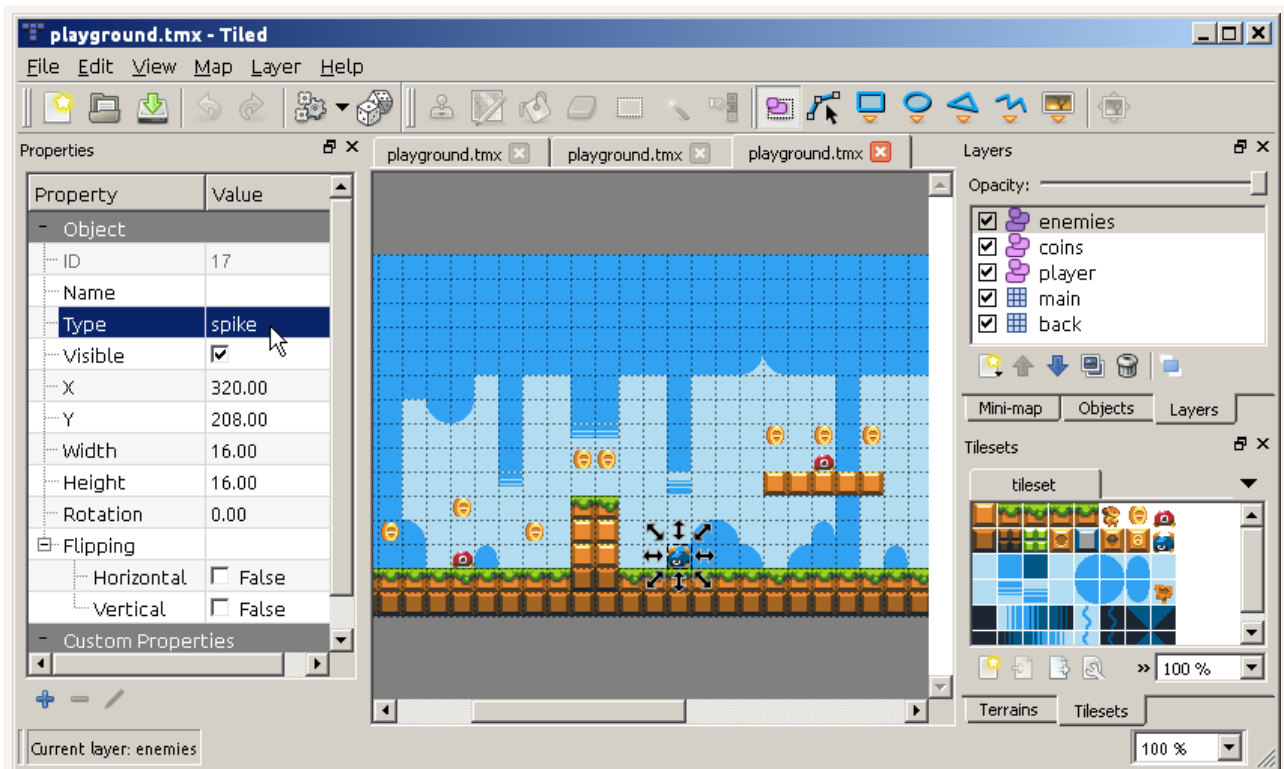 playground.tmx - Tiled
File Edit View Map Layer Help
Properties
playground.tmx playground.tmx playground.tmx
Layers
Property Value
Opacity:
Object
enemies
ID 17
coins
Name
player
Type spike
main
Visible
back
X 320.00
Y 208.00
Mini-map Objects Layers
Width 16.00
Tilesets
Height 16.00
tileset
Rotation 0.00
Flipping
Horizontal False
Vertical False
Custom Properties
» 100 %
Terrains Tilesets
Current layer: enemies
100 %